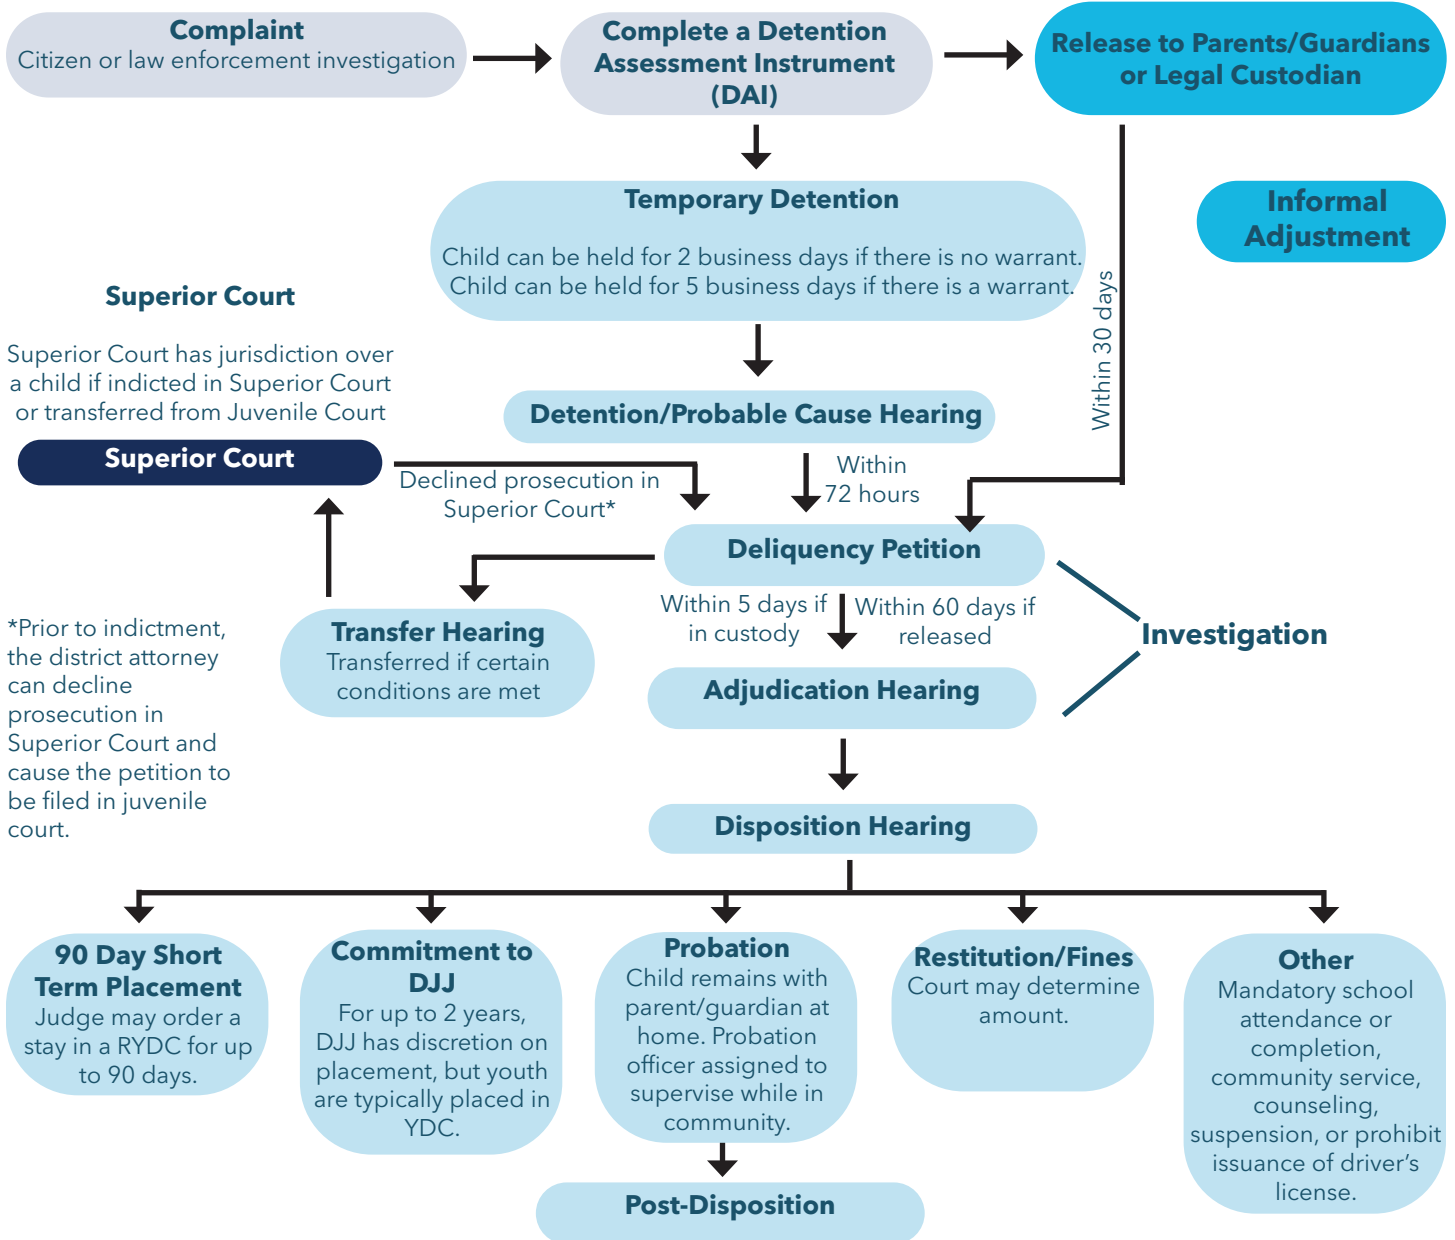 Complaint
Citizen or law enforcement investigation
Complete a Detention
Assessment Instrument
(DAI)
Release to Parents/Guardians
or Legal Custodian
Temporary Detention
Child can be held for 2 business days if there is no warrant.
Child can be held for 5 business days if there is a warrant.
Informal
Adjustment
Within 30 days
Superior Court
Superior Court has jurisdiction over
a child if indicted in Superior Court
or transferred from Juvenile Court
Superior Court
Detention/Probable Cause Hearing
Declined prosecution in
Superior Court*
Within
72 hours
Deliquency Petition
Within 5 days if
in custody
Within 60 days if
released
Investigation
Transfer Hearing
Transferred if certain
conditions are met
*Prior to indictment,
the district attorney
can decline
prosecution in
Superior Court and
cause the petition to
be filed in juvenile
court.
Adjudication Hearing
Disposition Hearing
90 Day Short
Term Placement
Judge may order a
stay in a RYDC for up
to 90 days.
Commitment to
DJJ
For up to 2 years,
DJJ has discretion on
placement, but youth
are typically placed in
YDC.
Probation
Child remains with
parent/guardian at
home. Probation
officer assigned to
supervise while in
community.
Restitution/Fines
Court may determine
amount.
Other
Mandatory school
attendance or
completion,
community service,
counseling,
suspension, or prohibit
issuance of driver's
license.
Post-Disposition